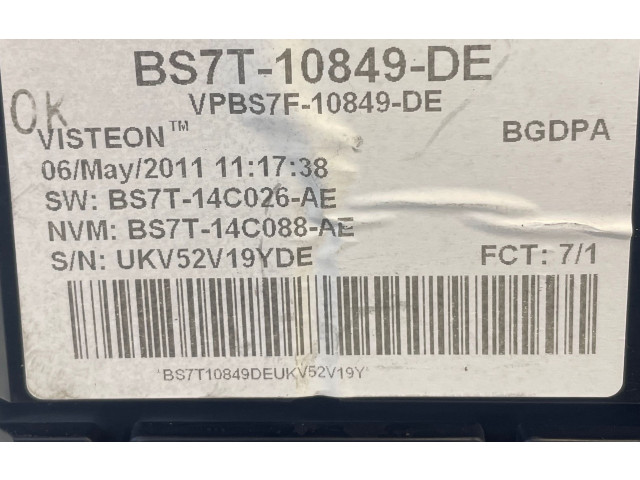 BS7T-10849-DE
VPBS7F-10849-DE
OK
VISTEON™
BGDPA
06/May/2011 11:17:38
SW: BS7T-14C026-AE
NVM: BS7T-14C088-AE
S/N: UKV52V19YDE
FCT: 7/1
*BS7T10849DEUKV52V19Y*